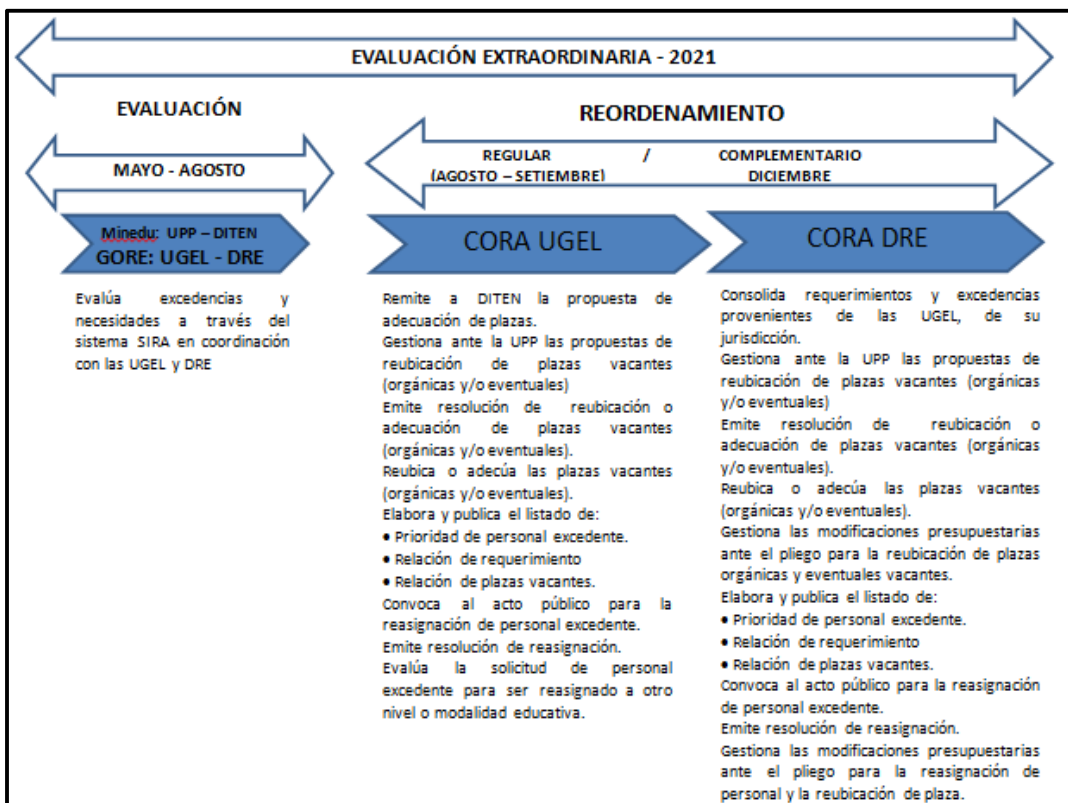 EVALUACIÓN EXTRAORDINARIA - 2021
EVALUACIÓN
REORDENAMIENTO
MAYO - AGOSTO
REGULAR / COMPLEMENTARIO
(AGOSTO – SETIEMBRE) DICIEMBRE
Minedu: UPP – DITEN
GORE: UGEL - DRE
CORA UGEL
CORA DRE
Evalúa excedencias y
necesidades a través del
sistema SIRA en coordinación
con las UGEL y DRE
Remite a DITEN la propuesta de
adecuación de plazas.
Gestiona ante la UPP las propuestas de
reubicación de plazas vacantes
(orgánicas y/o eventuales)
Emite resolución de reubicación o
adecuación de plazas vacantes
(orgánicas y/o eventuales).
Reubica o adecúa las plazas vacantes
(orgánicas y/o eventuales).
Elabora y publica el listado de:
• Prioridad de personal excedente.
• Relación de requerimiento
• Relación de plazas vacantes.
Convoca al acto público para la
reasignación de personal excedente.
Emite resolución de reasignación.
Evalúa la solicitud de personal
excedente para ser reasignado a otro
nivel o modalidad educativa.
Consolida requerimientos y excedencias
provenientes de las UGEL, de su
jurisdicción.
Gestiona ante la UPP las propuestas de
reubicación de plazas vacantes (orgánicas
y/o eventuales)
Emite resolución de reubicación o
adecuación de plazas vacantes (orgánicas
y/o eventuales).
Reubica o adecúa las plazas vacantes
(orgánicas y/o eventuales).
Gestiona las modificaciones presupuestarias
ante el pliego para la reubicación de plazas
orgánicas y eventuales vacantes.
Elabora y publica el listado de:
• Prioridad de personal excedente.
• Relación de requerimiento
• Relación de plazas vacantes.
Convoca al acto público para la reasignación
de personal excedente.
Emite resolución de reasignación.
Gestiona las modificaciones presupuestarias
ante el pliego para la reasignación de
personal y la reubicación de plaza.